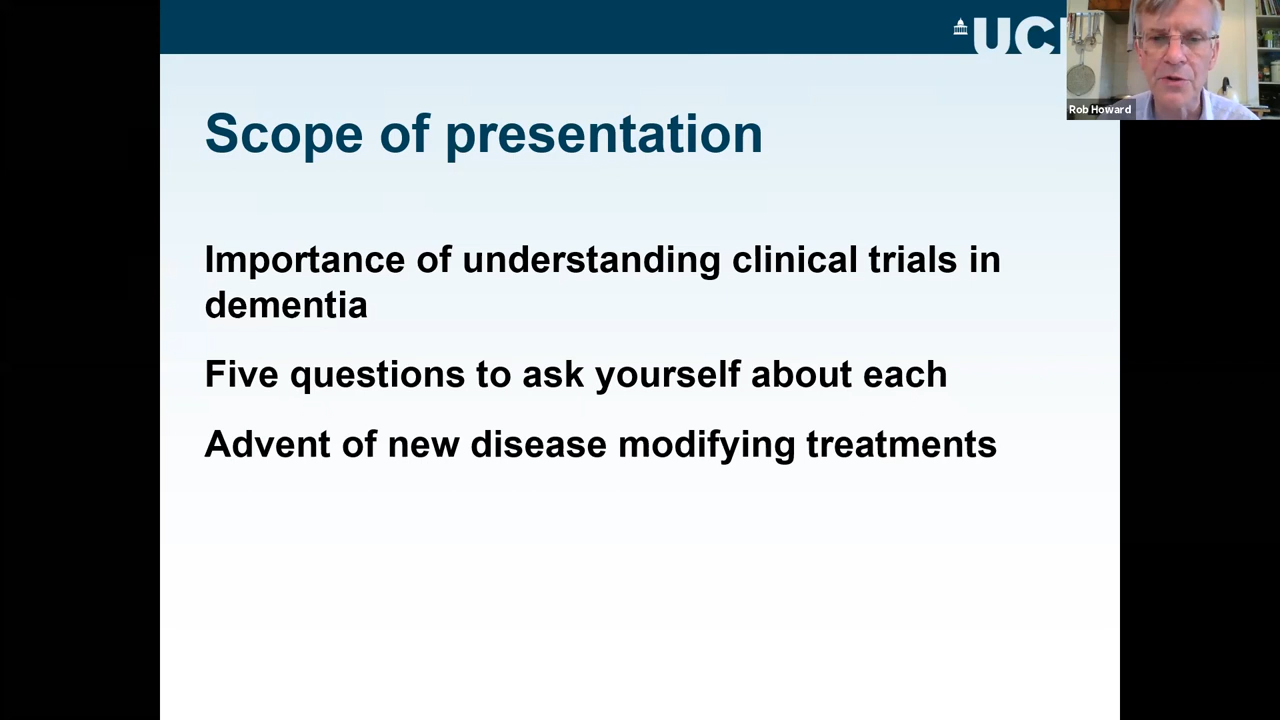 UC
Rob Howard
Scope of presentation
Importance of understanding clinical trials in
dementia
Five questions to ask yourself about each
Advent of new disease modifying treatments